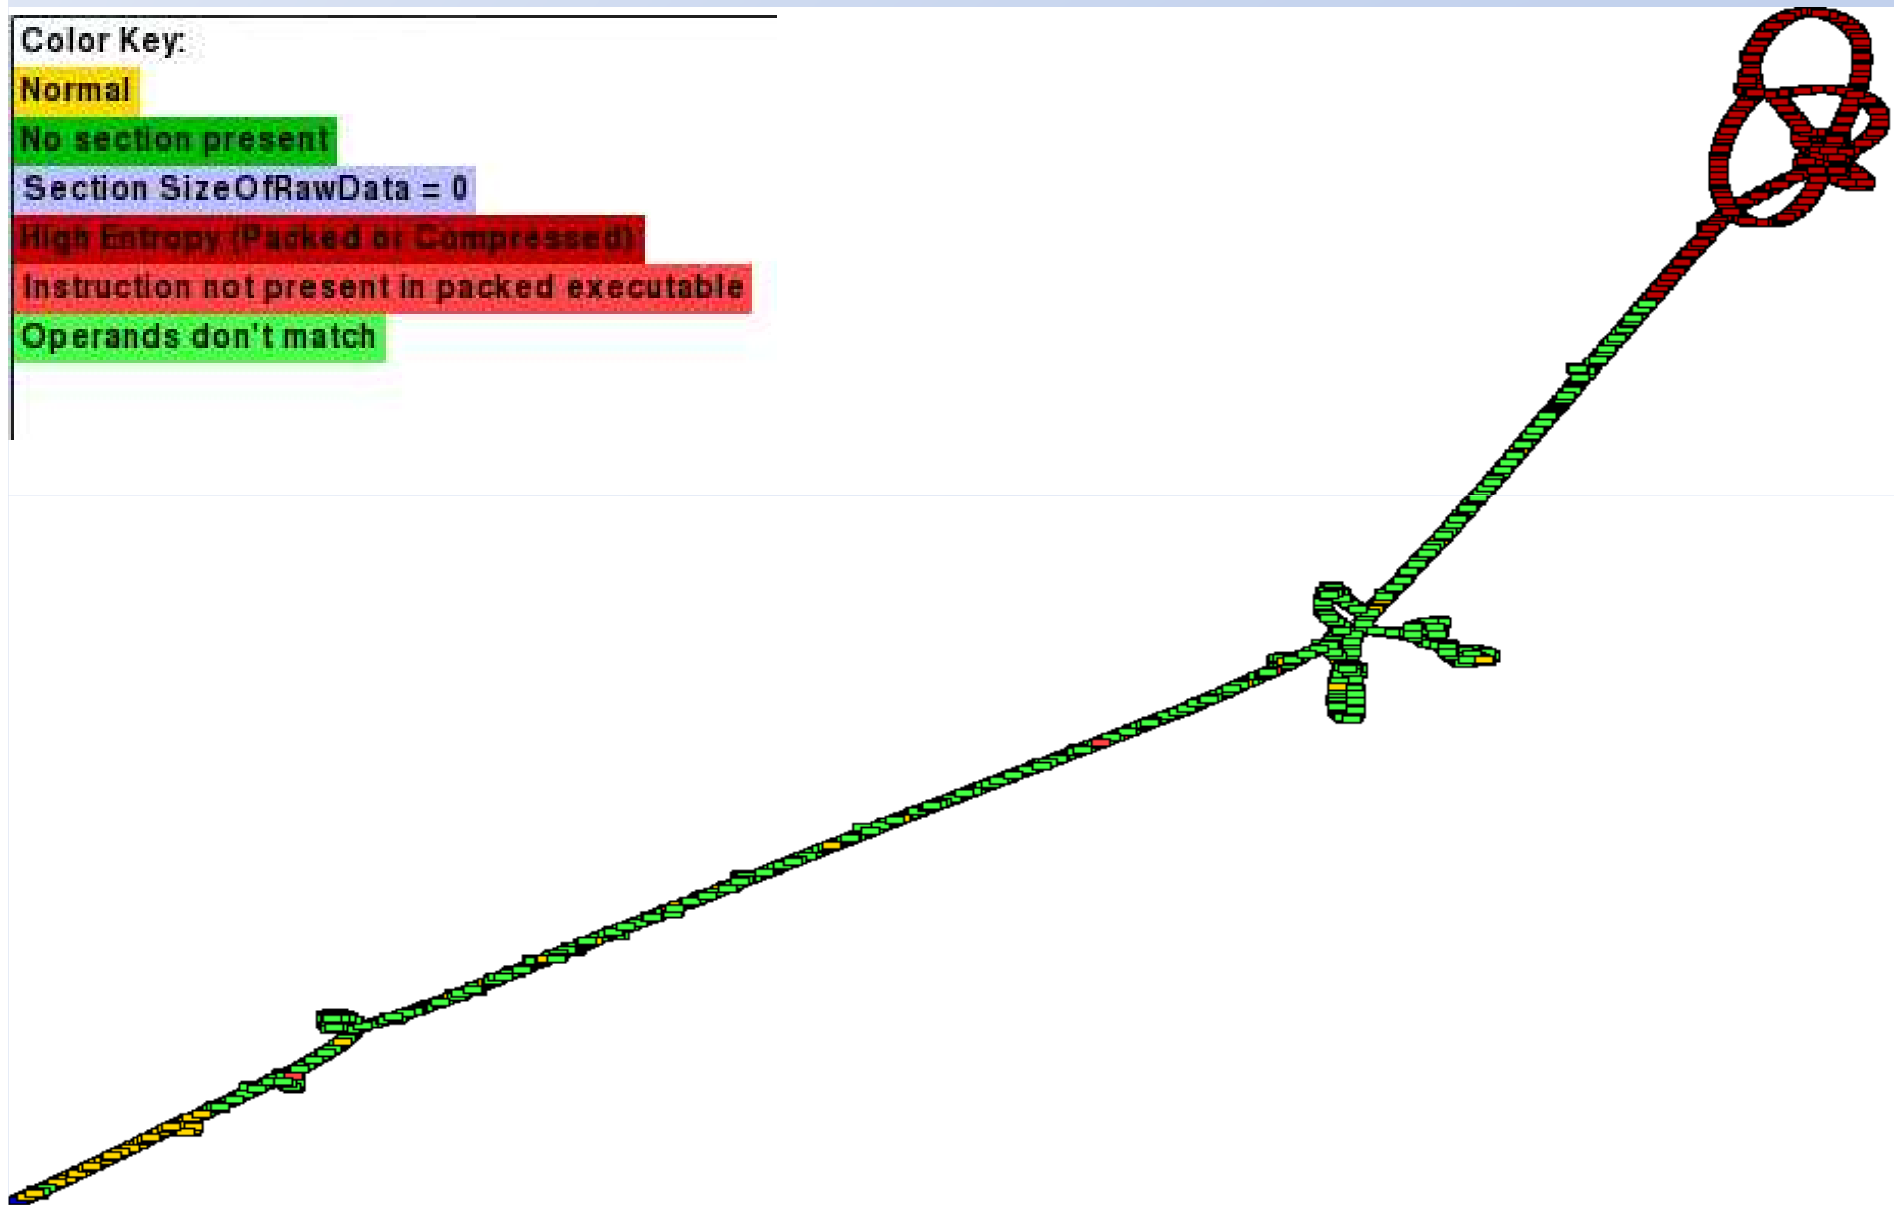 Color Key:
Normal
No section present
Section SizeOfRawData = 0
High Entropy (Packed or Compressed)
Instruction not present in packed executable
Operands don't match